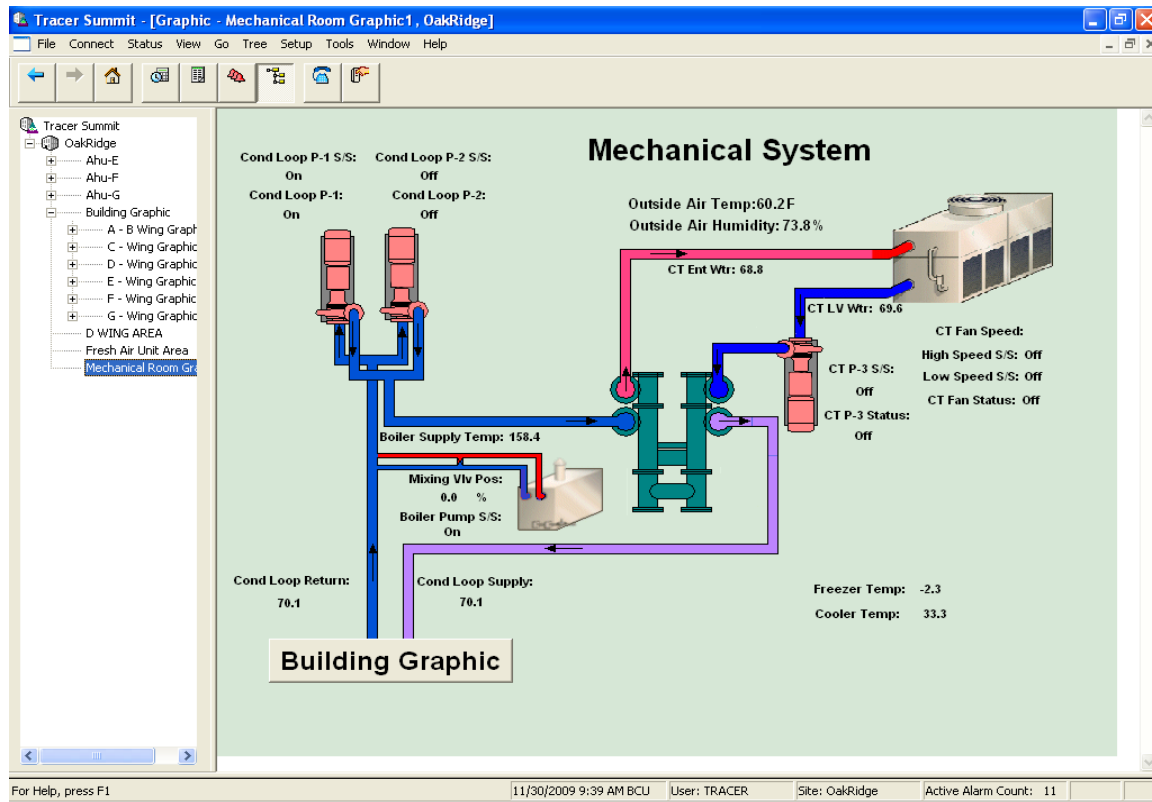 Tracer Summit - [Graphic - Mechanical Room Graphic1 , OakRidge]
File Connect Status View Go Tree Setup Tools Window Help
Tracer Summit
OakRidge
Ahu-E
Ahu-F
Ahu-G
Building Graphic
A - B Wing Graph
C - Wing Graphic
D - Wing Graphic
E - Wing Graphic
F - Wing Graphic
G - Wing Graphic
D WING AREA
Fresh Air Unit Area
Mechanical Room Gra
Mechanical System
Cond Loop P-1 S/S: Cond Loop P-2 S/S:
On Off
Cond Loop P-1: Cond Loop P-2:
On Off
Outside Air Temp:60.2F
Outside Air Humidity:73.8%
CT Ent Wtr: 68.8
CT LV Wtr: 69.6
CT Fan Speed:
High Speed S/S: Off
Low Speed S/S: Off
CT Fan Status: Off
CT P-3 S/S:
Off
CT P-3 Status:
Off
Boiler Supply Temp: 158.4
Mixing Vlv Pos:
0.0 %
Boiler Pump S/S:
On
Cond Loop Return:
70.1
Cond Loop Supply:
70.1
Freezer Temp: -2.3
Cooler Temp: 33.3
Building Graphic
For Help, press F1 11/30/2009 9:39 AM BCU User: TRACER Site: OakRidge Active Alarm Count: 11